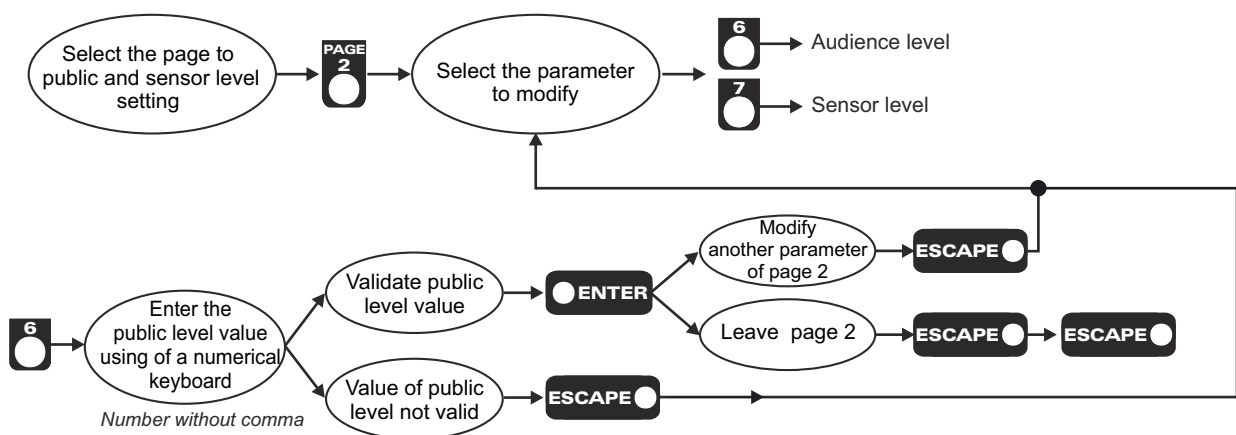 Select the page to
public and sensor level
setting
PAGE
2
Select the parameter
to modify
6
Audience level
7
Sensor level
6
Enter the
public level value
using of a numerical
keyboard
Number without comma
Validate public
level value
ENTER
Modify
another parameter
of page 2
ESCAPE
Leave page 2
ESCAPE
ESCAPE
Value of public
level not valid
ESCAPE